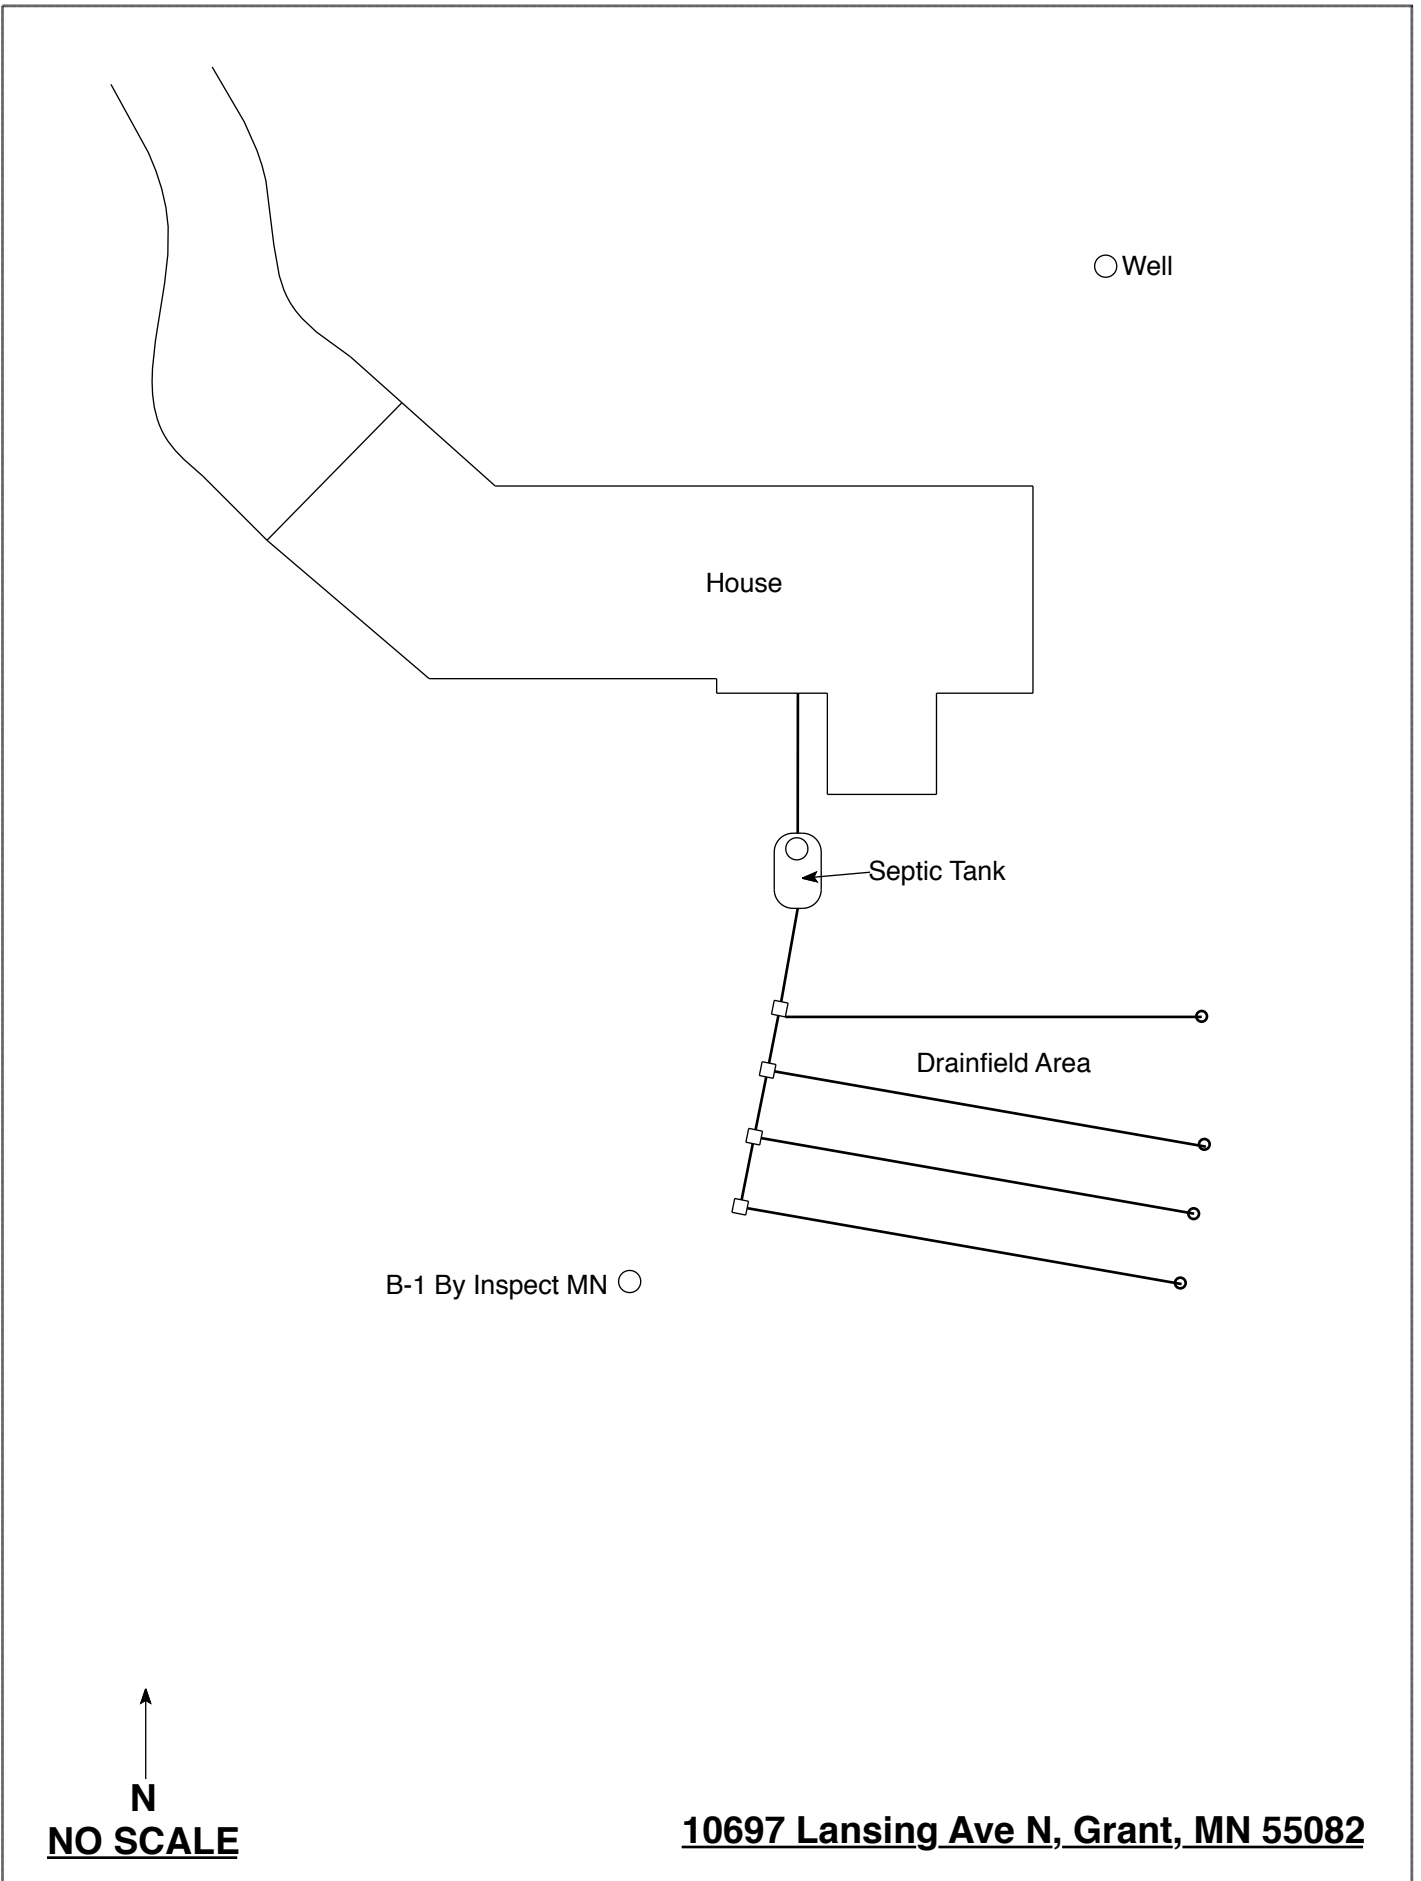 Well
House
Septic Tank
Drainfield Area
B-1 By Inspect MN
N
NO SCALE
10697 Lansing Ave N, Grant, MN 55082